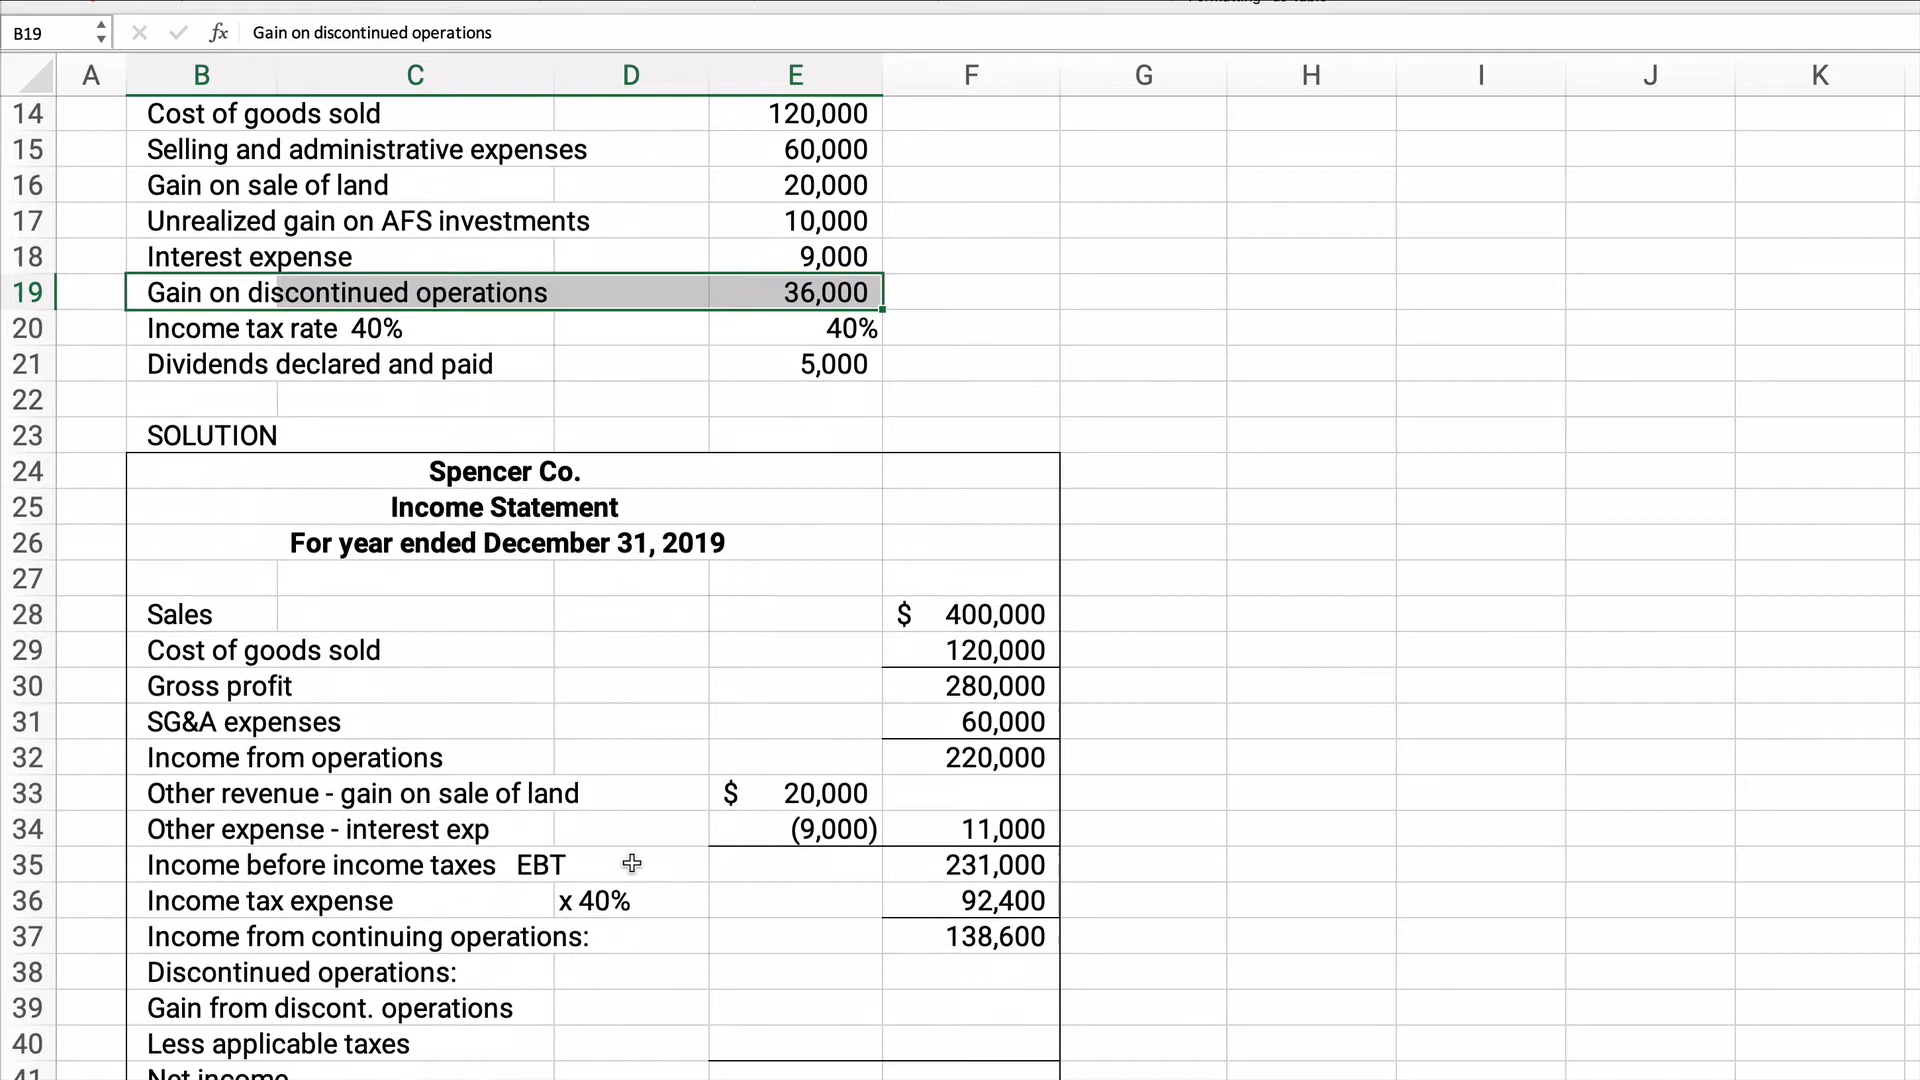 B19 fx Gain on discontinued operations
A B C D E F G H I J K
14 Cost of goods sold 120,000
15 Selling and administrative expenses 60,000
16 Gain on sale of land 20,000
17 Unrealized gain on AFS investments 10,000
18 Interest expense 9,000
19 Gain on discontinued operations 36,000
20 Income tax rate 40% 40%
21 Dividends declared and paid 5,000
22
23 SOLUTION
24 Spencer Co.
25 Income Statement
26 For year ended December 31, 2019
27
28 Sales $ 400,000
29 Cost of goods sold 120,000
30 Gross profit 280,000
31 SG&A expenses 60,000
32 Income from operations 220,000
33 Other revenue - gain on sale of land $ 20,000
34 Other expense - interest exp (9,000) 11,000
35 Income before income taxes EBT 231,000
36 Income tax expense x 40% 92,400
37 Income from continuing operations: 138,600
38 Discontinued operations:
39 Gain from discont. operations
40 Less applicable taxes
41 Net income